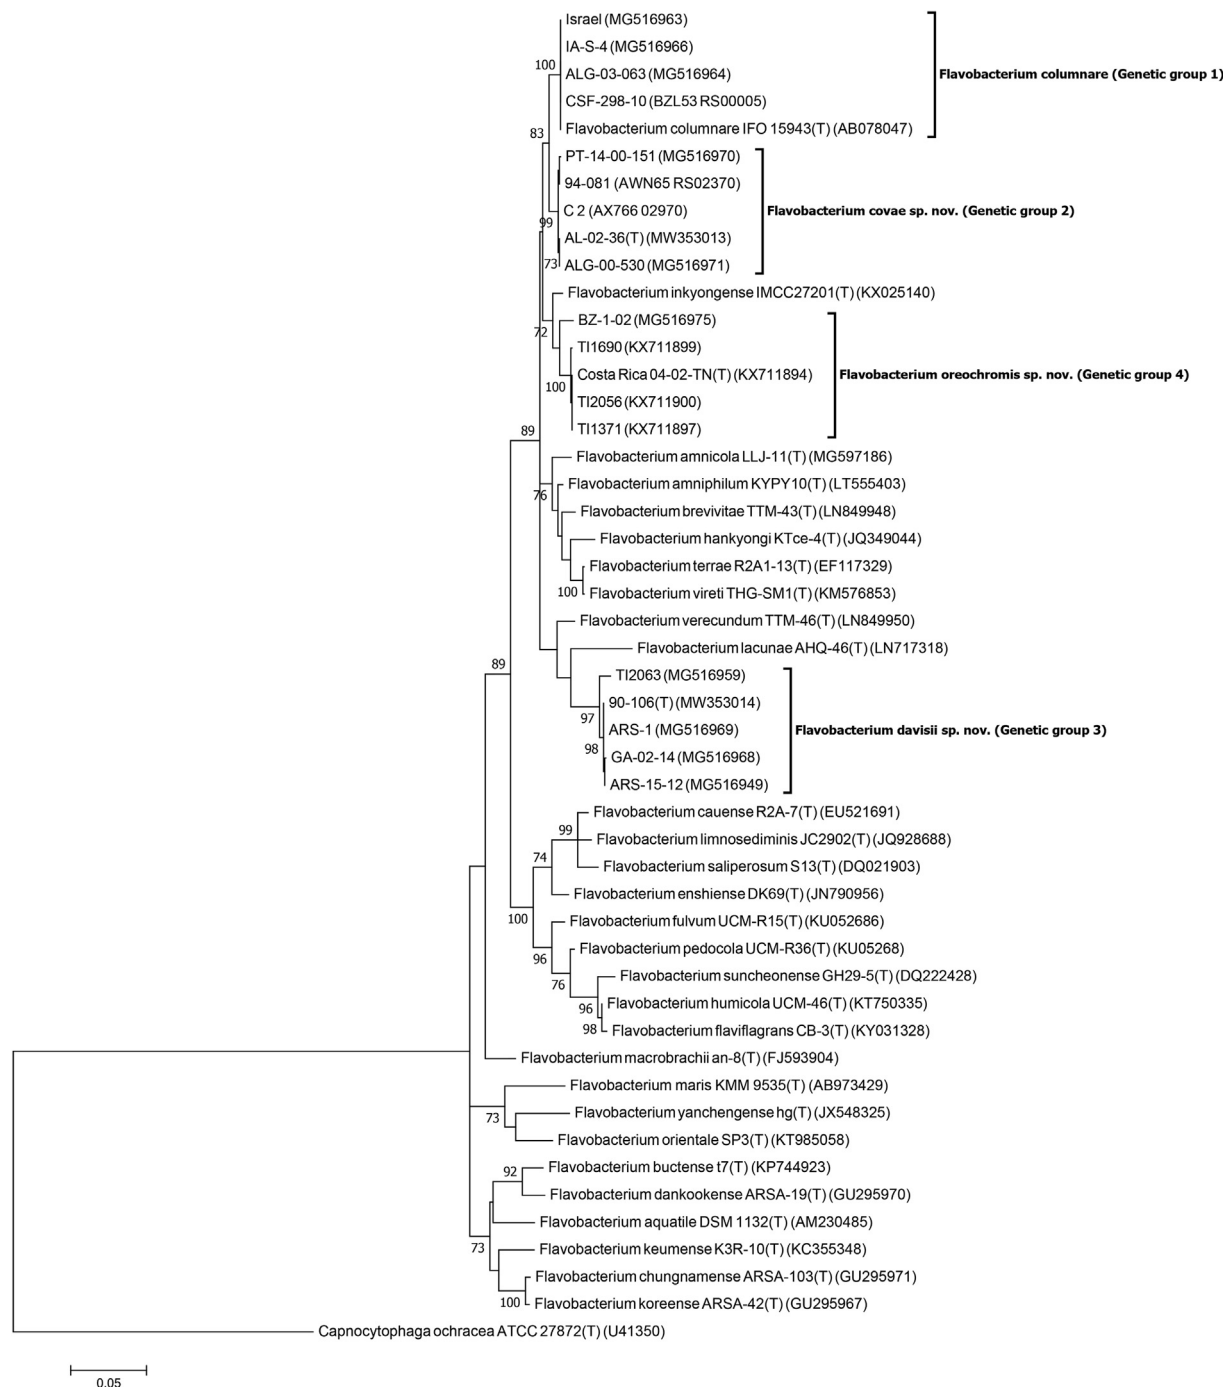 Israel (MG516963)
IA-S-4 (MG516966)
100
ALG-03-063 (MG516964)
Flavobacterium columnare (Genetic group 1)
CSF-298-10 (BZL53 RS00005)
Flavobacterium columnare IFO 15943(T) (AB078047)
83
PT-14-00-151 (MG516970)
94-081 (AWN65 RS02370)
C 2 (AX766 02970)
Flavobacterium covae sp. nov. (Genetic group 2)
99
AL-02-36(T) (MW353013)
73
ALG-00-530 (MG516971)
Flavobacterium inkyongense IMCC27201(T) (KX025140)
72
BZ-1-02 (MG516975)
TI1690 (KX711899)
Costa Rica 04-02-TN(T) (KX711894)
Flavobacterium oreochromis sp. nov. (Genetic group 4)
100
TI2056 (KX711900)
TI1371 (KX711897)
89
Flavobacterium amnicola LLJ-11(T) (MG597186)
Flavobacterium amniphilum KYPY10(T) (LT555403)
76
Flavobacterium brevivitae TTM-43(T) (LN849948)
Flavobacterium hankyongi KTce-4(T) (JQ349044)
Flavobacterium terrae R2A1-13(T) (EF117329)
100
Flavobacterium vireti THG-SM1(T) (KM576853)
Flavobacterium verecundum TTM-46(T) (LN849950)
Flavobacterium lacunae AHQ-46(T) (LN717318)
89
TI2063 (MG516959)
90-106(T) (MW353014)
97
ARS-1 (MG516969)
Flavobacterium davisii sp. nov. (Genetic group 3)
98
GA-02-14 (MG516968)
ARS-15-12 (MG516949)
Flavobacterium cauense R2A-7(T) (EU521691)
99
Flavobacterium limnosediminis JC2902(T) (JQ928688)
74
Flavobacterium saliperosum S13(T) (DQ021903)
Flavobacterium enshiense DK69(T) (JN790956)
100
Flavobacterium fulvum UCM-R15(T) (KU052686)
96
Flavobacterium pedocola UCM-R36(T) (KU05268)
76
Flavobacterium suncheonense GH29-5(T) (DQ222428)
96
Flavobacterium humicola UCM-46(T) (KT750335)
98
Flavobacterium flaviflagrans CB-3(T) (KY031328)
Flavobacterium macrobrachii an-8(T) (FJ593904)
Flavobacterium maris KMM 9535(T) (AB973429)
73
Flavobacterium yanchengense hg(T) (JX548325)
Flavobacterium orientale SP3(T) (KT985058)
92
Flavobacterium buctense t7(T) (KP744923)
Flavobacterium dankookense ARSA-19(T) (GU295970)
Flavobacterium aquatile DSM 1132(T) (AM230485)
73
Flavobacterium keumense K3R-10(T) (KC355348)
Flavobacterium chungnamense ARSA-103(T) (GU295971)
100
Flavobacterium koreense ARSA-42(T) (GU295967)
Capnocytophaga ochracea ATCC 27872(T) (U41350)
0.05